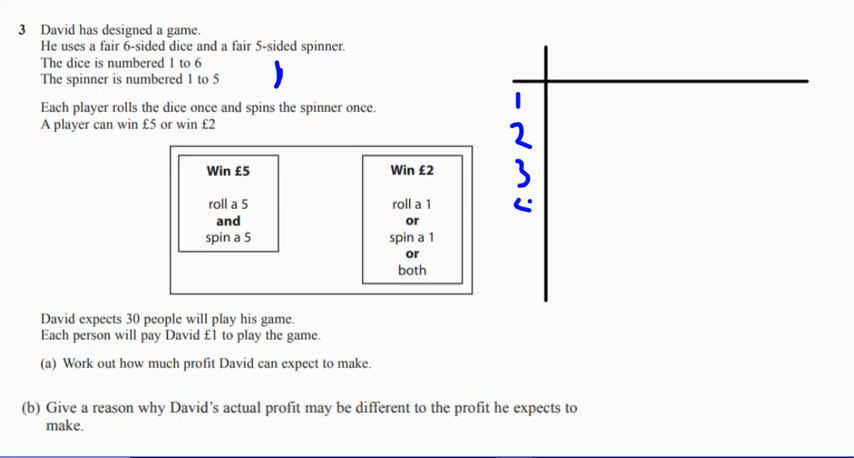 3 David has designed a game.
He uses a fair 6-sided dice and a fair 5-sided spinner.
The dice is numbered 1 to 6
The spinner is numbered 1 to 5
Each player rolls the dice once and spins the spinner once.
A player can win £5 or win £2
Win £5
roll a 5
and
spin a 5
Win £2
roll a 1
or
spin a 1
or
both
1
2
3
David expects 30 people will play his game.
Each person will pay David £1 to play the game.
(a) Work out how much profit David can expect to make.
(b) Give a reason why David's actual profit may be different to the profit he expects to
make.